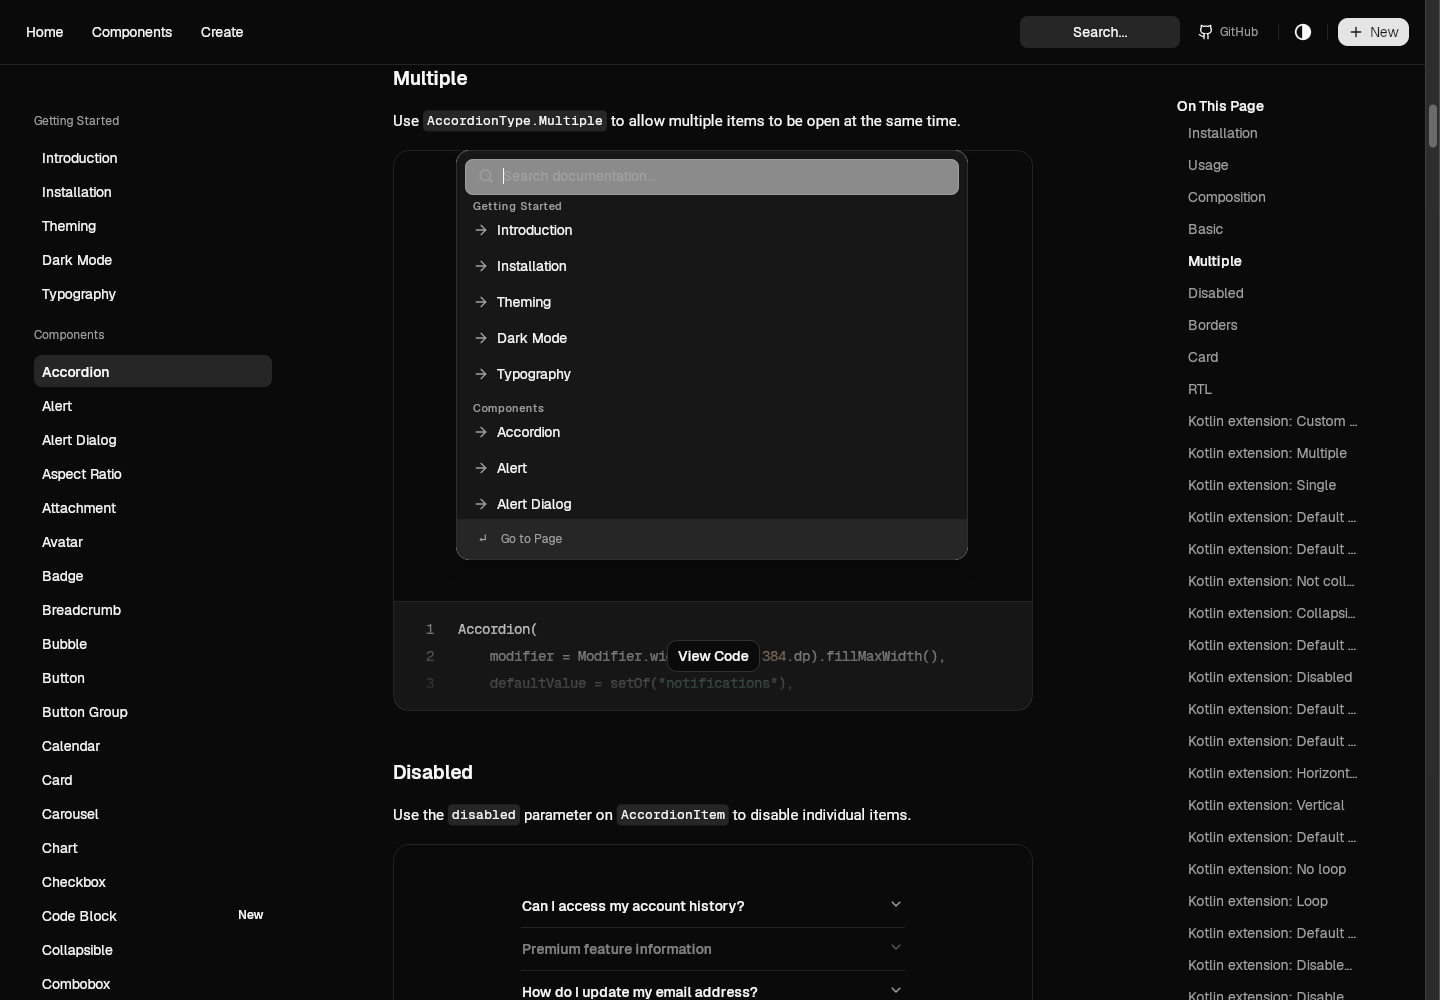 Home
Components
Create
Search...
GitHub
New
Getting Started
Introduction
Installation
Theming
Dark Mode
Typography
Components
Accordion
Alert
Alert Dialog
Aspect Ratio
Attachment
Avatar
Badge
Breadcrumb
Bubble
Button
Button Group
Calendar
Card
Carousel
Chart
Checkbox
Code Block New
Collapsible
Combobox
Multiple
Use AccordionType.Multiple to allow multiple items to be open at the same time.
Search documentation...
Getting Started
Introduction
Installation
Theming
Dark Mode
Typography
Components
Accordion
Alert
Alert Dialog
Go to Page
1 Accordion(
2 modifier = Modifier.wi 384.dp).fillMaxWidth(),
View Code
3 defaultValue = setOf("notifications"),
Disabled
Use the disabled parameter on AccordionItem to disable individual items.
Can I access my account history?
Premium feature information
How do I update my email address?
On This Page
Installation
Usage
Composition
Basic
Multiple
Disabled
Borders
Card
RTL
Kotlin extension: Custom ...
Kotlin extension: Multiple
Kotlin extension: Single
Kotlin extension: Default ...
Kotlin extension: Default ...
Kotlin extension: Not coll...
Kotlin extension: Collapsi...
Kotlin extension: Default ...
Kotlin extension: Disabled
Kotlin extension: Default ...
Kotlin extension: Default ...
Kotlin extension: Horizont...
Kotlin extension: Vertical
Kotlin extension: Default ...
Kotlin extension: No loop
Kotlin extension: Loop
Kotlin extension: Default ...
Kotlin extension: Disable...
Kotlin extension: Disable